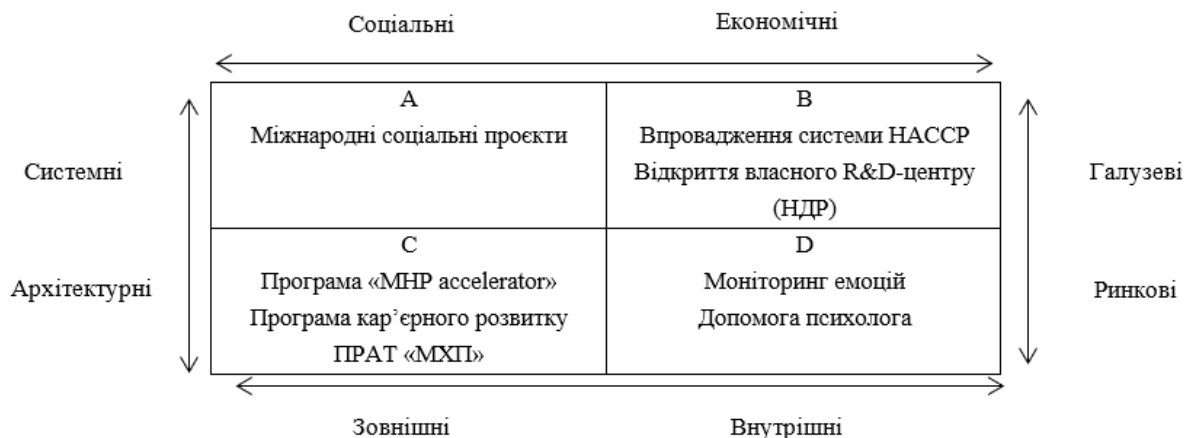 Соціальні Економічні
A B
Міжнародні соціальні проєкти Впровадження системи НАССР
Системні Відкриття власного R&D-центру Галузеві
(НДР)
C D
Архітектурні Програма «MHP accelerator» Моніторинг емоцій Ринкові
Програма кар’єрного розвитку Допомога психолога
ПРАТ «МХП»
Зовнішні Внутрішні